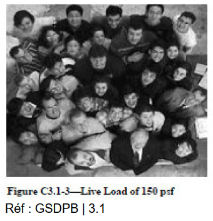 Figure C3.1-3—Live Load of 150 psf
Réf : GSDPB | 3.1